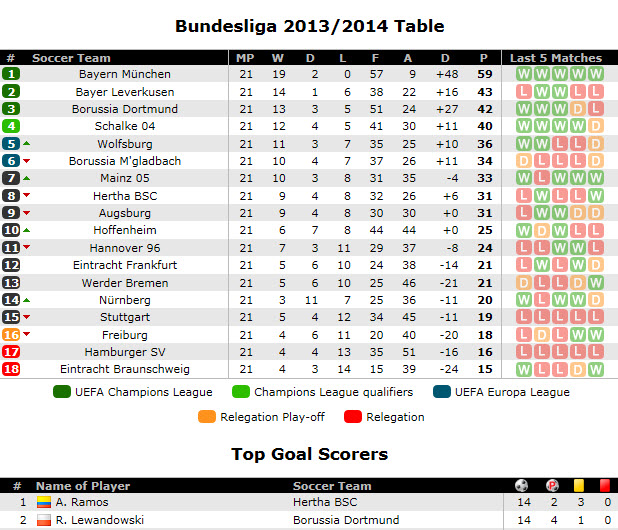 Bundesliga 2013/2014 Table
# Soccer Team MP W D L F A D P Last 5 Matches
1 Bayern München 21 19 2 0 57 9 +48 59 W W W W W
2 Bayer Leverkusen 21 14 1 6 38 22 +16 43 L W W L L
3 Borussia Dortmund 21 13 3 5 51 24 +27 42 W W W D L
4 Schalke 04 21 12 4 5 41 30 +11 40 W W W W D
5 Wolfsburg 21 11 3 7 35 25 +10 36 W W L L D
6 Borussia M'gladbach 21 10 4 7 37 26 +11 34 D L L L D
7 Mainz 05 21 10 3 8 31 35 -4 33 W L W W W
8 Hertha BSC 21 9 4 8 32 26 +6 31 L W L L W
9 Augsburg 21 9 4 8 30 30 +0 31 L W W D D
10 Hoffenheim 21 6 7 8 44 44 +0 25 W D W L W
11 Hannover 96 21 7 3 11 29 37 -8 24 L L W W L
12 Eintracht Frankfurt 21 5 6 10 24 38 -14 21 L W L W D
13 Werder Bremen 21 5 6 10 25 46 -21 21 D L L D W
14 Nürnberg 21 3 11 7 25 36 -11 20 W L W W D
15 Stuttgart 21 5 4 12 34 45 -11 19 L L L L L
16 Freiburg 21 4 6 11 20 40 -20 18 L D L W W
17 Hamburger SV 21 4 4 13 35 51 -16 16 L L L L L
18 Eintracht Braunschweig 21 4 3 14 15 39 -24 15 W L L D W
UEFA Champions League Champions League qualifiers UEFA Europa League
Relegation Play-off Relegation
Top Goal Scorers
# Name of Player Soccer Team P
1 A. Ramos Hertha BSC 14 2 3 0
2 R. Lewandowski Borussia Dortmund 14 4 1 0